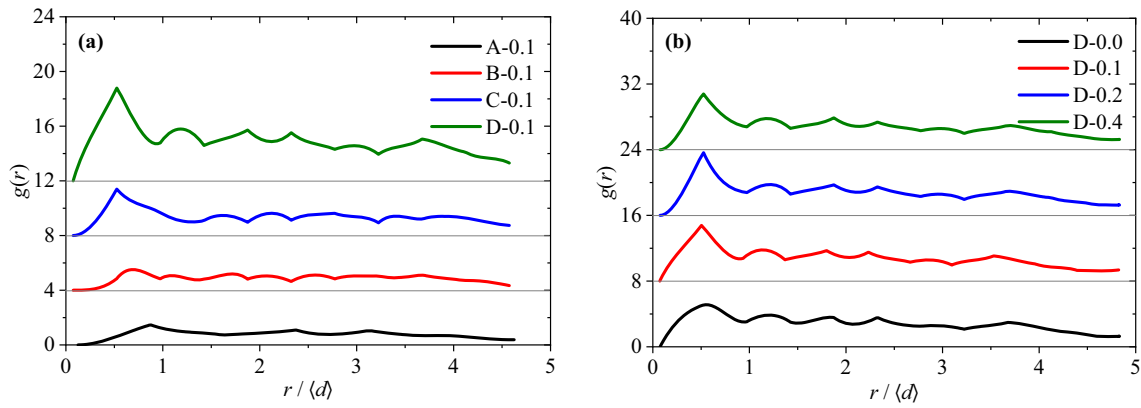 (a)
A-0.1
B-0.1
C-0.1
D-0.1
24
20
16
12
8
4
0
g(r)
0 1 2 3 4 5
r / ⟨d⟩
(b)
D-0.0
D-0.1
D-0.2
D-0.4
40
32
24
16
8
0
g(r)
0 1 2 3 4 5
r / ⟨d⟩